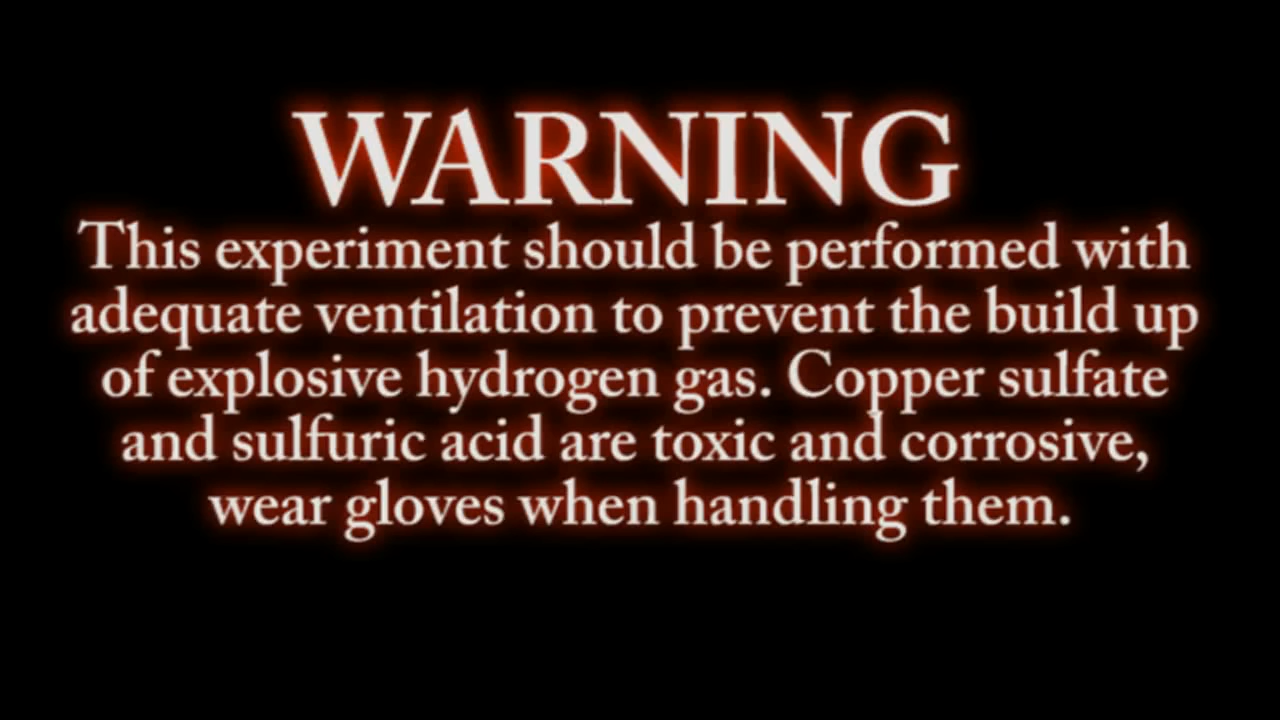 WARNING
This experiment should be performed with
adequate ventilation to prevent the build up
of explosive hydrogen gas. Copper sulfate
and sulfuric acid are toxic and corrosive,
wear gloves when handling them.